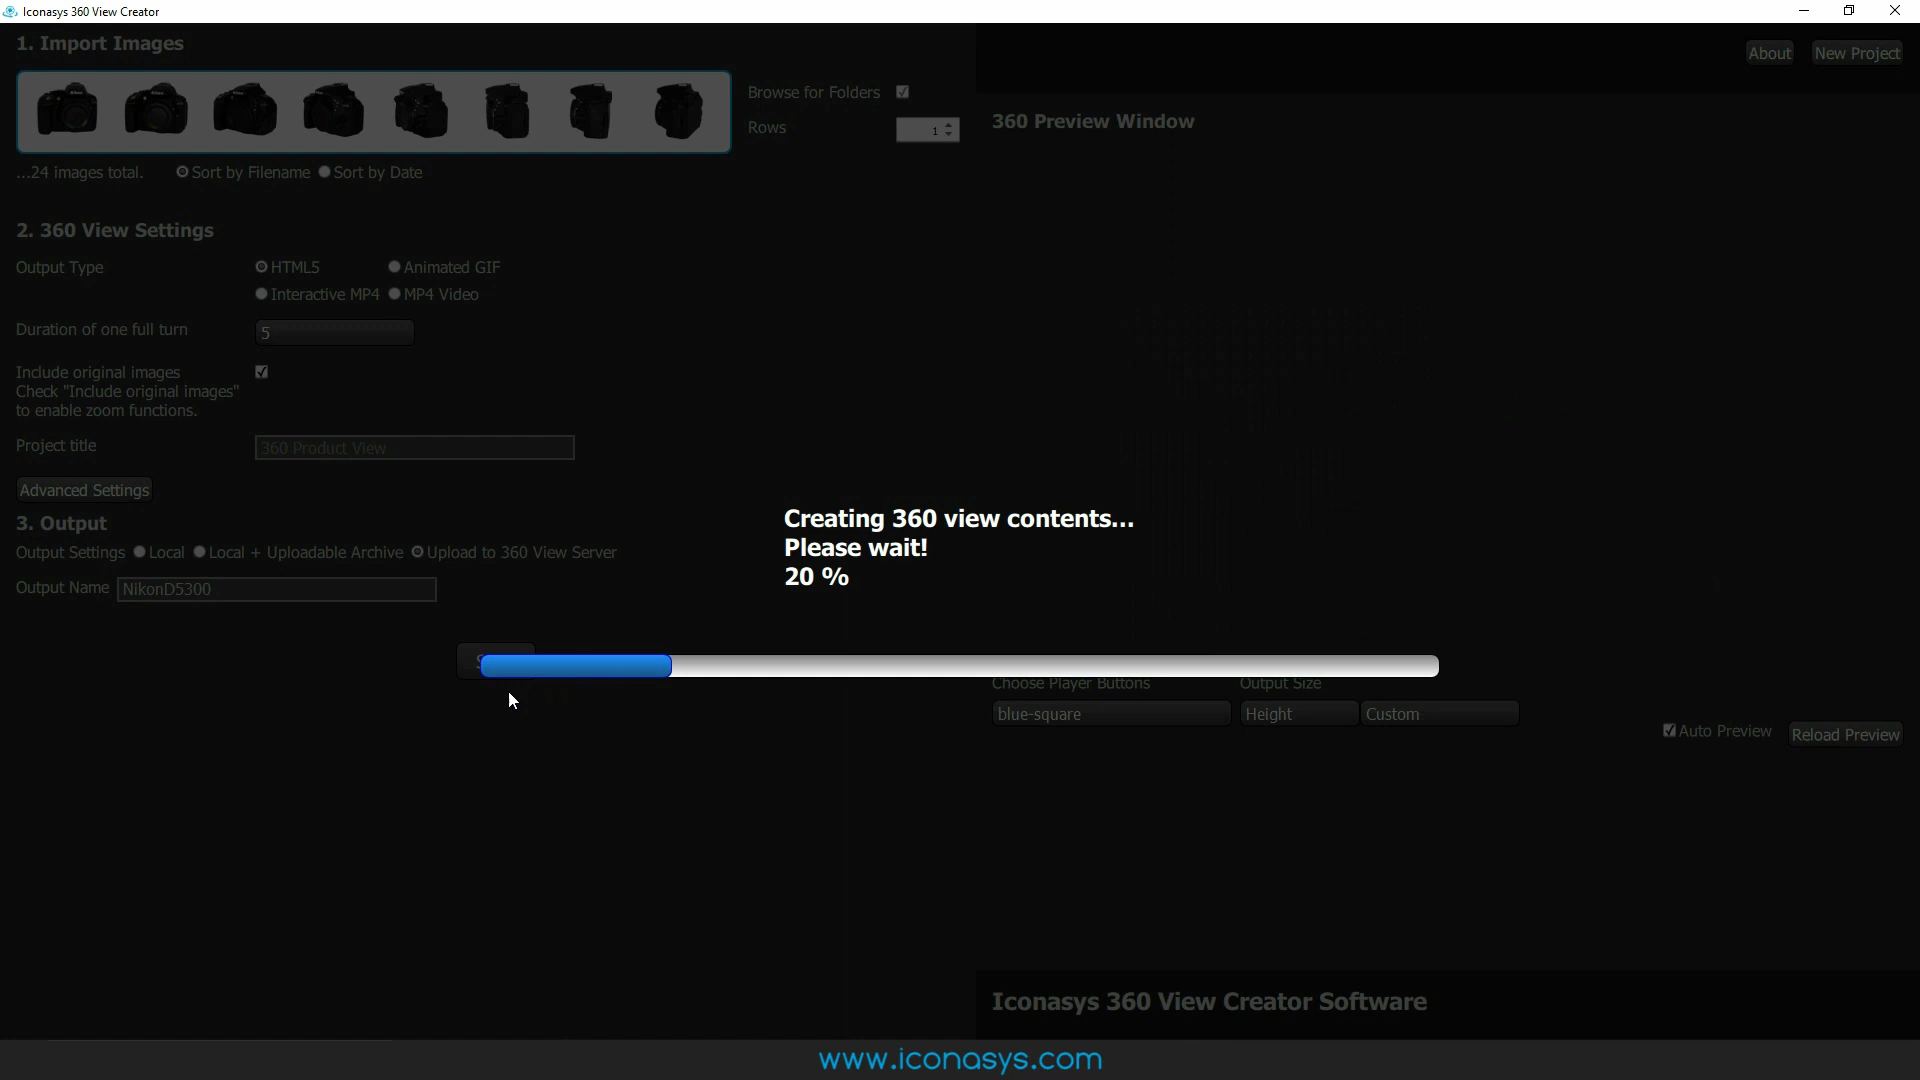 Iconasys 360 View Creator
1. Import Images
About
New Project
Browse for Folders
Rows
1
...24 images total.
Sort by Filename
Sort by Date
360 Preview Window
2. 360 View Settings
Output Type
HTML5
Animated GIF
Interactive MP4
MP4 Video
Duration of one full turn
5
Include original images
Check "Include original images"
to enable zoom functions.
Project title
360 Product View
Advanced Settings
3. Output
Output Settings
Local
Local + Uploadable Archive
Upload to 360 View Server
Output Name
NikonD5300
Creating 360 view contents...
Please wait!
20 %
Choose Player Buttons
Output Size
blue-square
Height
Custom
Auto Preview
Reload Preview
Iconasys 360 View Creator Software
www.iconasys.com